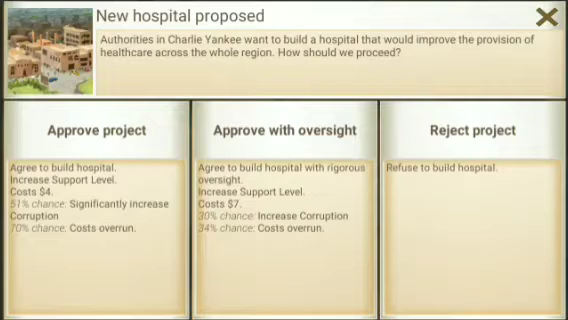 New hospital proposed
Authorities in Charlie Yankee want to build a hospital that would improve the provision of
healthcare across the whole region. How should we proceed?
Approve project
Agree to build hospital.
Increase Support Level.
Costs $4.
51% chance: Significantly increase
Corruption
70% chance: Costs overrun.
Approve with oversight
Agree to build hospital with rigorous
oversight.
Increase Support Level.
Costs $7.
30% chance: Increase Corruption
34% chance: Costs overrun.
Reject project
Refuse to build hospital.